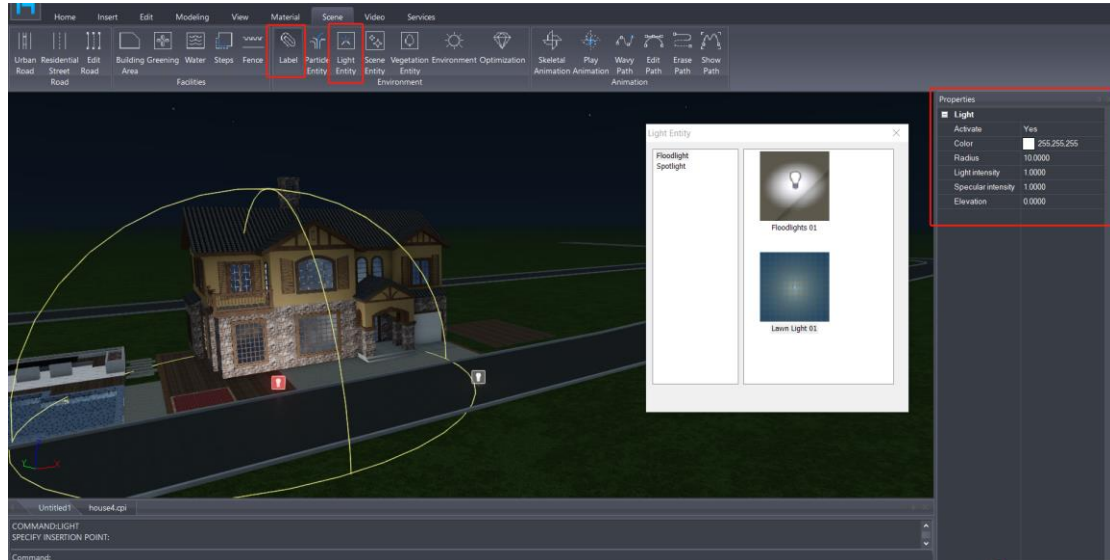 Home Insert Edit Modeling View Material Scene Video Services
Urban Residential Edit Building Greening Water Steps Fence Label Particle Light Scene Vegetation Environment Optimization Skeletal Play Wavy Edit Erase Show
Road Street Road Area Entity Entity Entity Entity Animation Animation Path Path Path Path
Road Facilities Environment Animation
Properties
Light
Activate Yes
Color 255,255,255
Radius 10.0000
Light intensity 1.0000
Specular intensity 1.0000
Elevation 0.0000
Light Entity
Floodlight
Spotlight
Floodlights 01
Lawn Light 01
Untitled1 house4.cpi
COMMAND:LIGHT
SPECIFY INSERTION POINT:
Command: